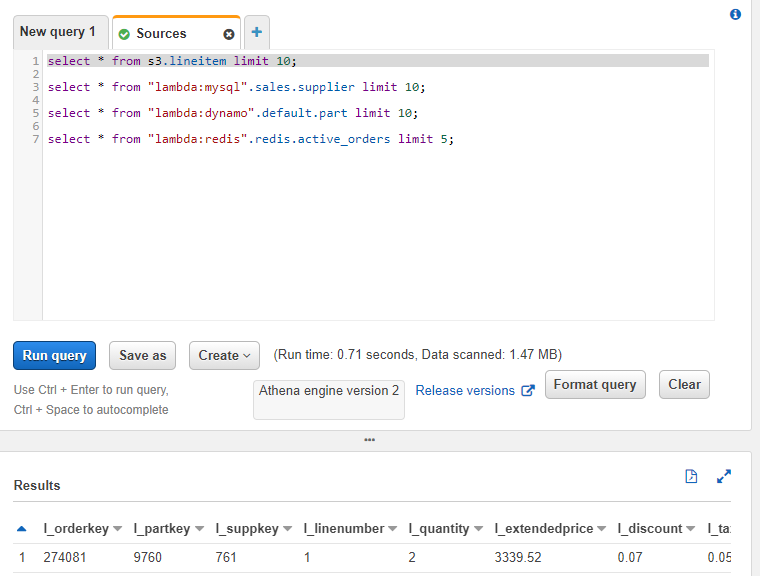 New query 1
Sources
1 select * from s3.lineitem limit 10;
2
3 select * from "lambda:mysql".sales.supplier limit 10;
4
5 select * from "lambda:dynamo".default.part limit 10;
6
7 select * from "lambda:redis".redis.active_orders limit 5;
Run query Save as Create (Run time: 0.71 seconds, Data scanned: 1.47 MB)
Use Ctrl + Enter to run query,
Ctrl + Space to autocomplete
Athena engine version 2 Release versions Format query Clear
Results
l_orderkey l_partkey l_suppkey l_linenumber l_quantity l_extendedprice l_discount
1 274081 9760 761 1 2 3339.52 0.07 0.05